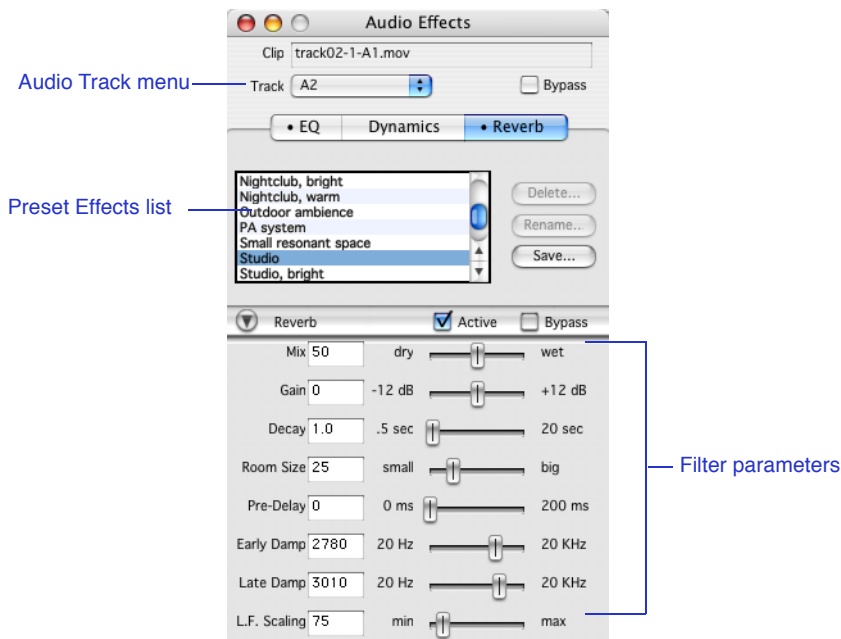 Audio Effects
Clip track02-1-A1.mov
Audio Track menu
Track A2 Bypass
• EQ Dynamics • Reverb
Nightclub, bright
Nightclub, warm
Outdoor ambience
PA system
Small resonant space
Studio
Studio, bright
Preset Effects list
Delete...
Rename...
Save...
Reverb Active Bypass
Mix 50 dry wet
Gain 0 -12 dB +12 dB
Decay 1.0 .5 sec 20 sec
Room Size 25 small big
Filter parameters
Pre-Delay 0 0 ms 200 ms
Early Damp 2780 20 Hz 20 KHz
Late Damp 3010 20 Hz 20 KHz
L.F. Scaling 75 min max